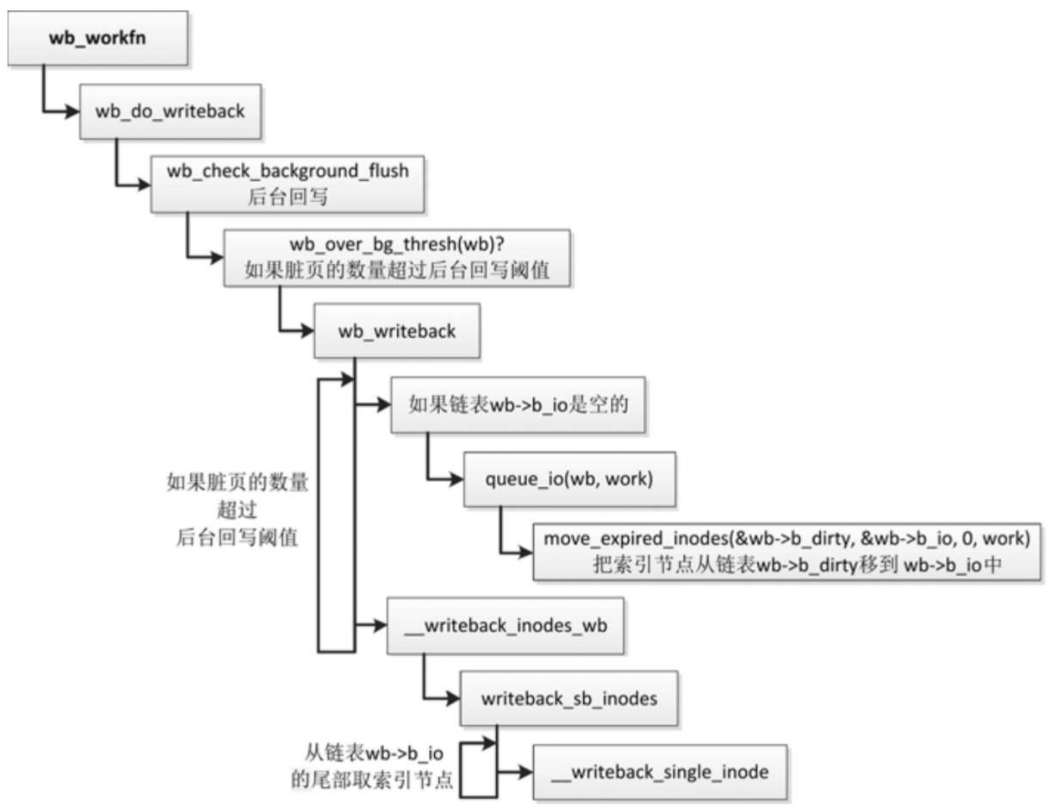 wb_workfn
wb_do_writeback
wb_check_background_flush
后台回写
wb_over_bg_thresh(wb)?
如果脏页的数量超过后台回写阈值
wb_writeback
如果链表wb->b_io是空的
queue_io(wb, work)
move_expired_inodes(&wb->b_dirty, &wb->b_io, 0, work)
把索引节点从链表wb->b_dirty移到 wb->b_io中
如果脏页的数量
超过
后台回写阈值
__writeback_inodes_wb
writeback_sb_inodes
从链表wb->b_io
的尾部取索引节点
__writeback_single_inode